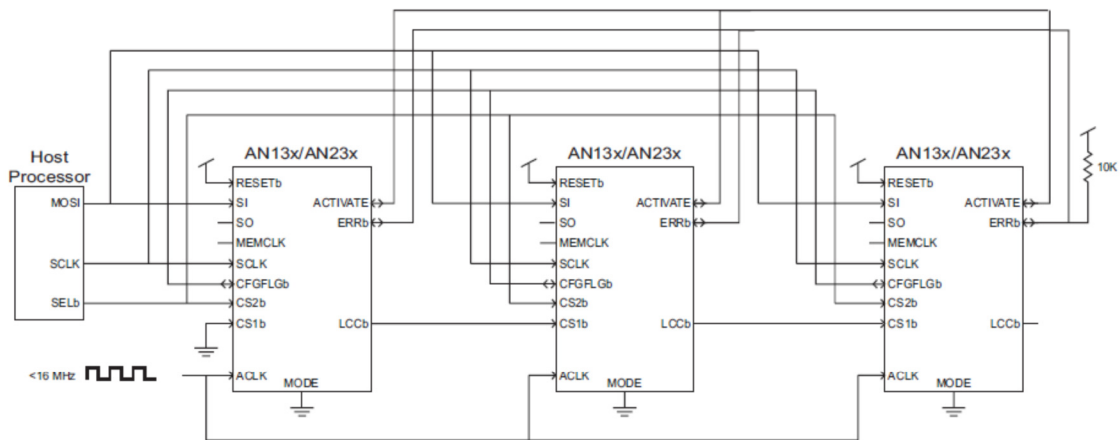 Host
Processor
MOSI
SCLK
SELb
<16 MHz
AN13x/AN23x
RESETb
SI
ACTIVATE
SO
ERRb
MEMCLK
SCLK
CFGFLGb
CS2b
CS1b
LCCb
ACLK
MODE
AN13x/AN23x
RESETb
SI
ACTIVATE
SO
ERRb
MEMCLK
SCLK
CFGFLGb
CS2b
CS1b
LCCb
ACLK
MODE
AN13x/AN23x
RESETb
SI
ACTIVATE
SO
ERRb
MEMCLK
SCLK
CFGFLGb
CS2b
CS1b
LCCb
ACLK
MODE
10K